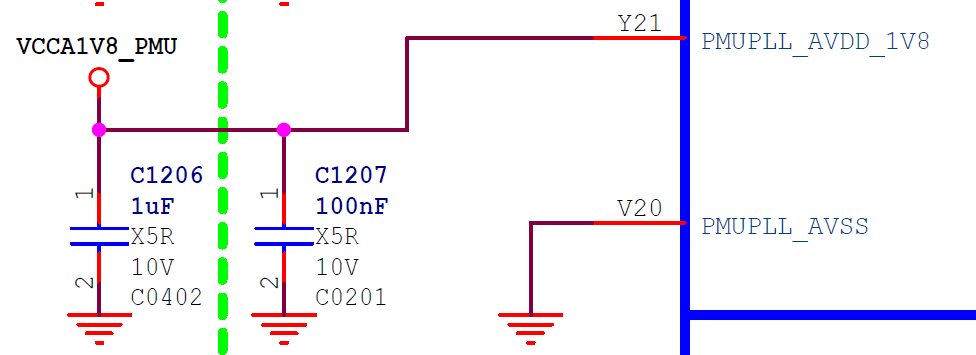 Y21
VCCA1V8_PMU
PMUPLL_AVDD_1V8
1
C1206
1uF
X5R
10V
2
C0402
1
C1207
100nF
X5R
10V
2
C0201
V20
PMUPLL_AVSS